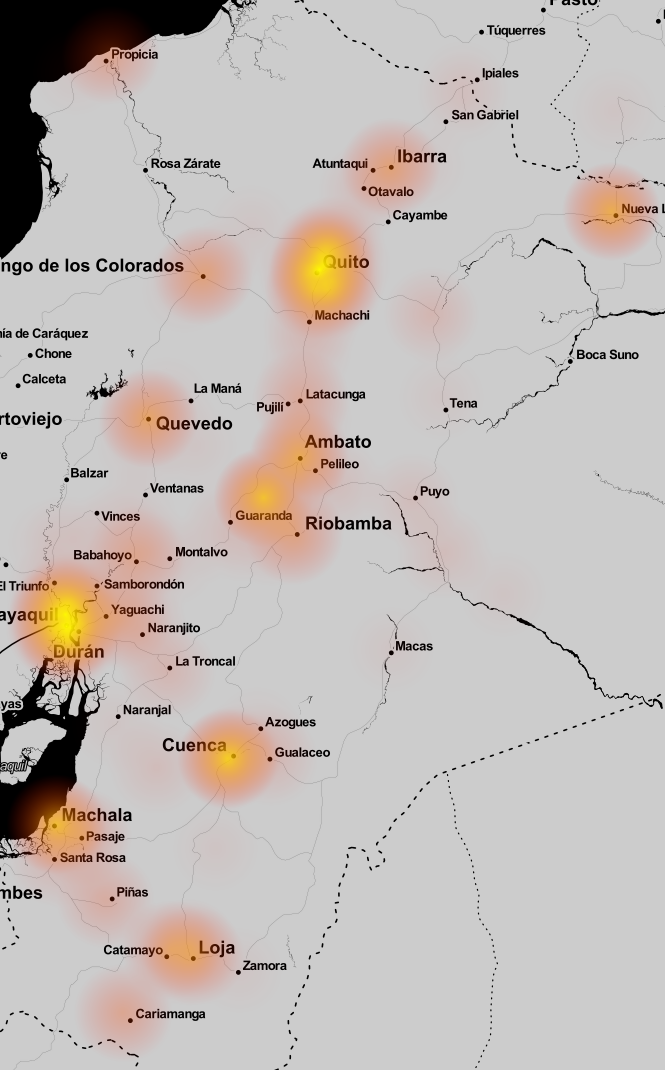 Pasto
Túquerres
Propicia
Ipiales
San Gabriel
Rosa Zárate
Atuntaqui
Ibarra
Otavalo
Cayambe
Nueva L
ngo de los Colorados
Quito
Machachi
ía de Caráquez
Chone
Boca Suno
Calceta
La Maná
Latacunga
Pujilí
Tena
rtoviejo
Quevedo
Ambato
re
Pelileo
Balzar
Ventanas
Puyo
Vinces
Guaranda
Riobamba
Babahoyo
Montalvo
El Triunfo
Samborondón
ayaquil
Yaguachi
Naranjito
Durán
Macas
La Troncal
yas
Naranjal
Azogues
Cuenca
Gualaceo
aquil
Machala
Pasaje
Santa Rosa
mbes
Piñas
Catamayo
Loja
Zamora
Cariamanga